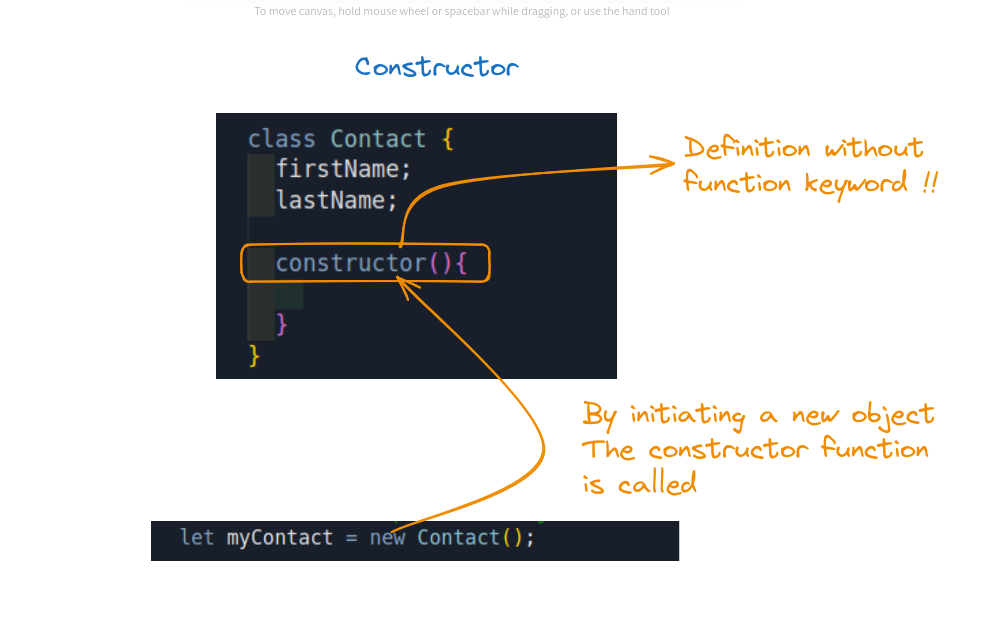 To move canvas, hold mouse wheel or spacebar while dragging, or use the hand tool
Constructor
class Contact {
firstName;
lastName;
constructor(){
}
}
Definition without
function keyword !!
By initiating a new object
The constructor function
is called
let myContact = new Contact();